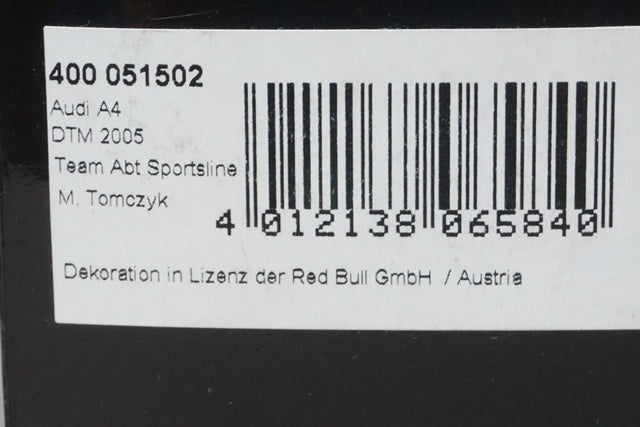 400 051502
Audi A4
DTM 2005
Team Abt Sportsline
M. Tomczyk
4 012138 065840
Dekoration in Lizenz der Red Bull GmbH / Austria